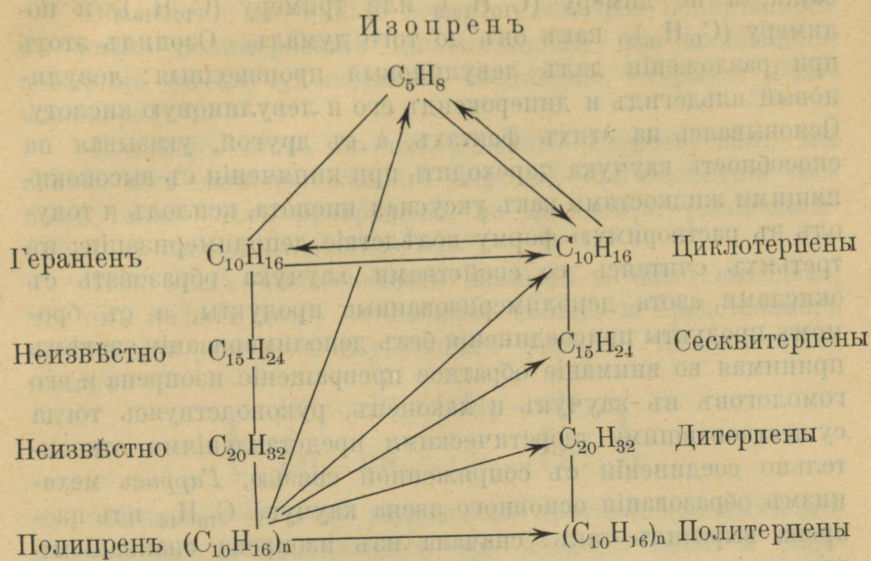 Изопренъ
C₅H₈
Гераніенъ C₁₀H₁₆ C₁₀H₁₆ Циклотерпены
Неизвѣстно C₁₅H₂₄ C₁₅H₂₄ Сесквитерпены
Неизвѣстно C₂₀H₃₂ C₂₀H₃₂ Дитерпены
Полипренъ (C₁₀H₁₆)ₙ (C₁₀H₁₆)ₙ Политерпены